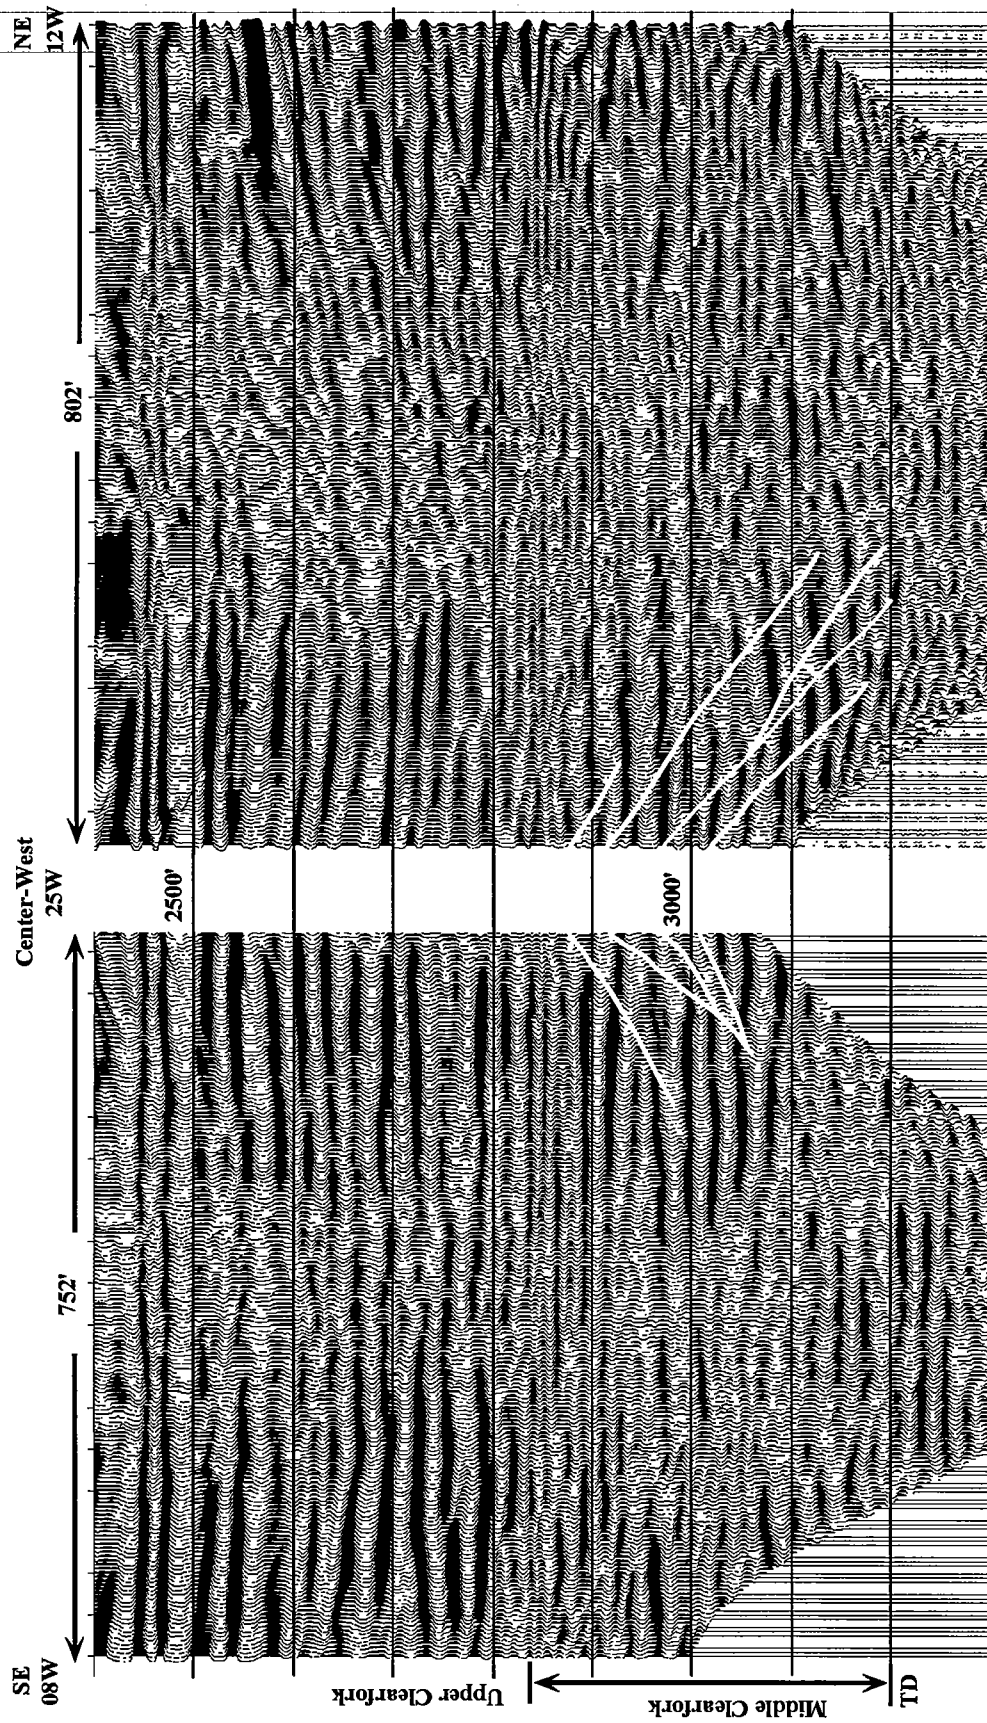 SE
08W
Center-West
25W
NE
12W
752'
802'
2500'
3000'
Upper Clearfork
Middle Clearfork
TD